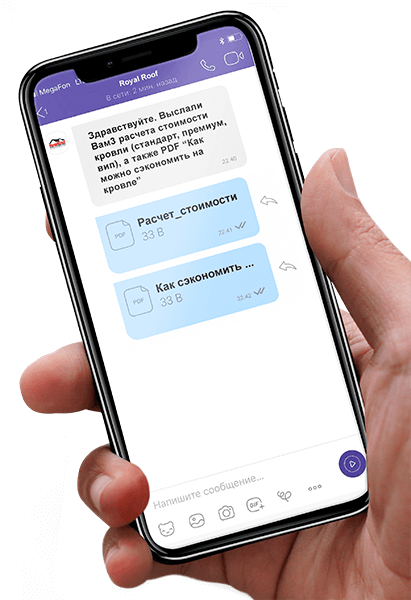 MegaFon
Royal Roof
В сети: 2 мин. назад
1
Здравствуйте. Выслали
Вам3 расчета стоимости
кровли (стандарт, премиум,
вип), а также PDF “Как
можно сэкономить на
кровле”
22.40
PDF
Расчет_стоимости
33 B
22.41
PDF
Как сэкономить ...
33 B
22.42
Напишите сообщение...
GIF+